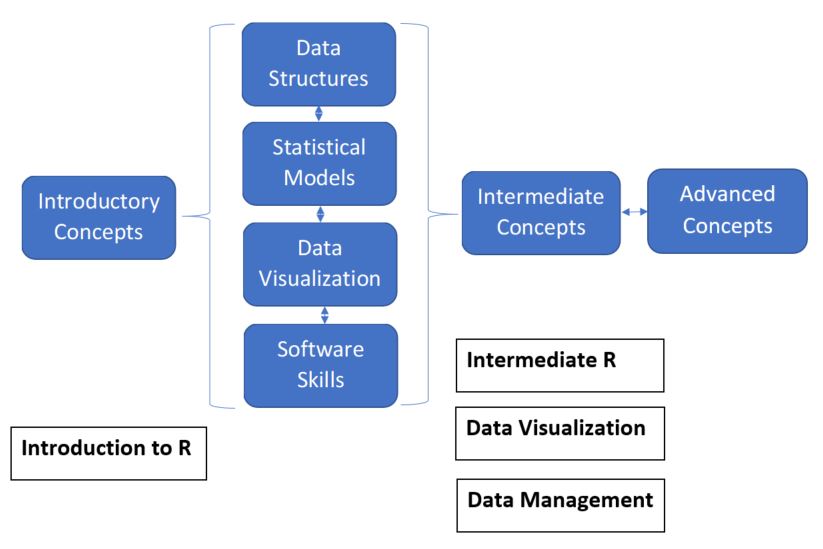 Data
Structures
Statistical
Models
Introductory
Concepts
Data
Visualization
Software
Skills
Intermediate
Concepts
Advanced
Concepts
Introduction to R
Intermediate R
Data Visualization
Data Management